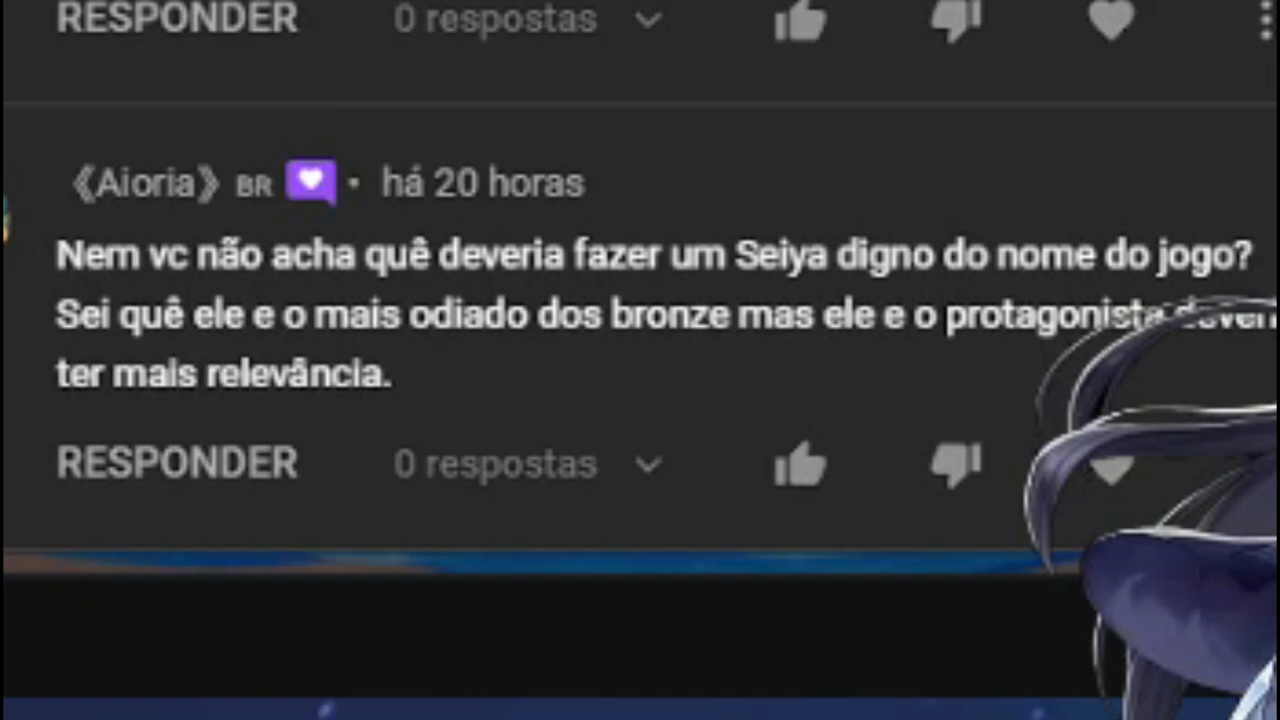 RESPONDER 0 respostas
《Aioria》 BR • há 20 horas
Nem vc não acha quê deveria fazer um Seiya digno do nome do jogo?
Sei quê ele e o mais odiado dos bronze mas ele e o protagonista
ter mais relevância.
RESPONDER 0 respostas